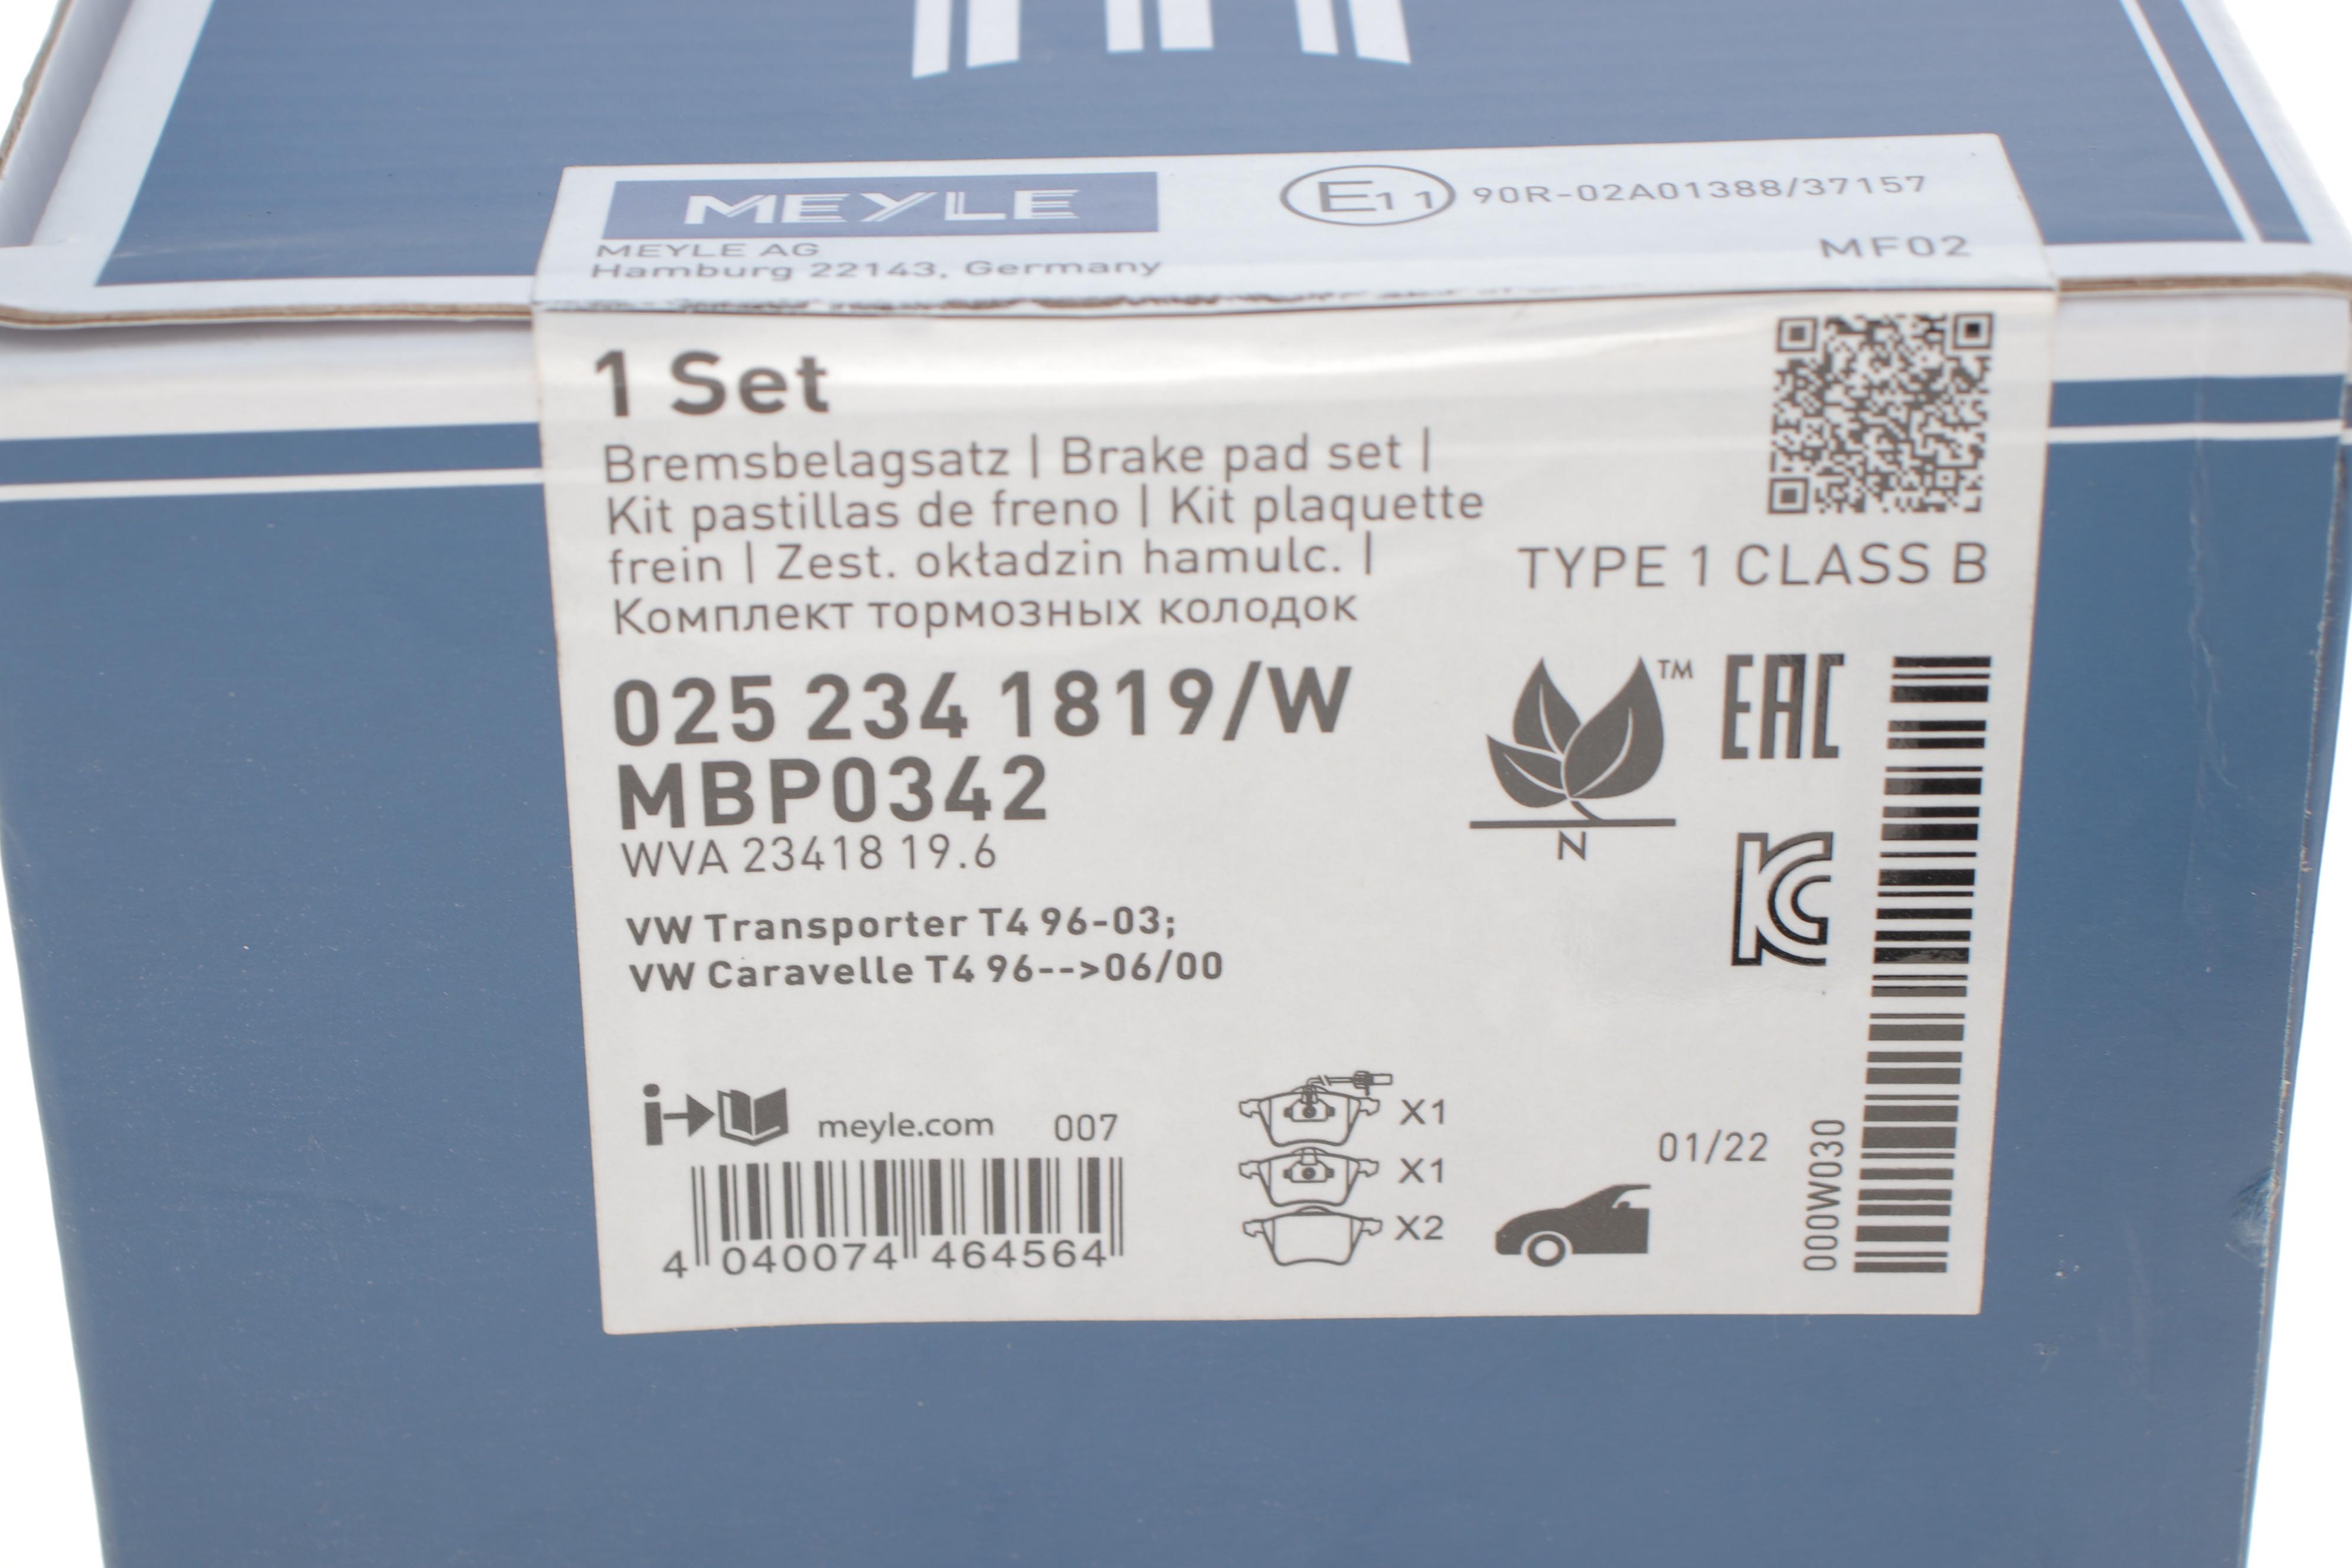 MEYLE
E11 90R-02A01388/37157
MEYLE AG
Hamburg 22143, Germany
MF02
1 Set
Bremsbelagsatz | Brake pad set |
Kit pastillas de freno | Kit plaquette
frein | Zest. okładzin hamulc. |
Комплект тормозных колодок
TYPE 1 CLASS B
025 234 1819/W
MBP0342
WVA 23418 19.6
TM
EAC
N
KC
VW Transporter T4 96-03;
VW Caravelle T4 96-->06/00
i
meyle.com
007
4 040074 464564
X1
X1
X2
01/22
000W030